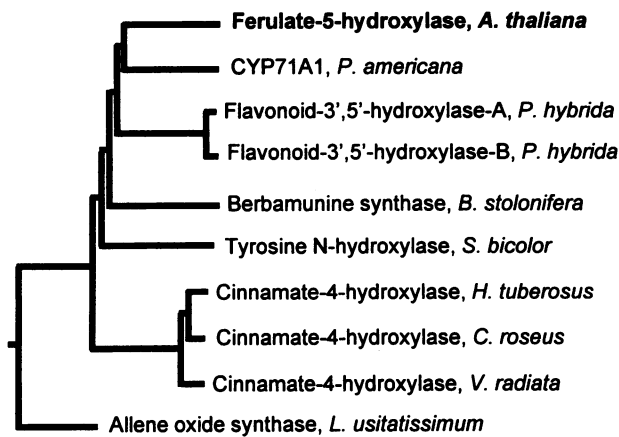 Ferulate-5-hydroxylase, A. thaliana
CYP71A1, P. americana
Flavonoid-3',5'-hydroxylase-A, P. hybrida
Flavonoid-3',5'-hydroxylase-B, P. hybrida
Berbamunine synthase, B. stolonifera
Tyrosine N-hydroxylase, S. bicolor
Cinnamate-4-hydroxylase, H. tuberosus
Cinnamate-4-hydroxylase, C. roseus
Cinnamate-4-hydroxylase, V. radiata
Allene oxide synthase, L. usitatissimum